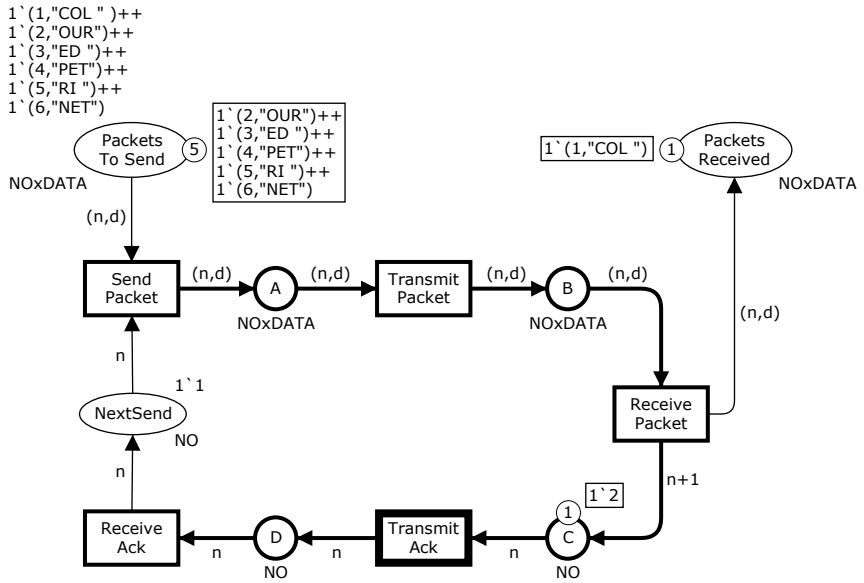 1`(1,"COL ")++
1`(2,"OUR")++
1`(3,"ED ")++
1`(4,"PET")++
1`(5,"RI ")++
1`(6,"NET")
Packets
To Send
5
1`(2,"OUR")++
1`(3,"ED ")++
1`(4,"PET")++
1`(5,"RI ")++
1`(6,"NET")
NOxDATA
1`(1,"COL ")
1
Packets
Received
NOxDATA
(n,d)
Send
Packet
(n,d)
A
NOxDATA
(n,d)
Transmit
Packet
(n,d)
B
NOxDATA
(n,d)
(n,d)
n
1`1
NextSend
NO
Receive
Packet
n
n+1
1`2
1
Receive
Ack
n
D
NO
n
Transmit
Ack
n
C
NO